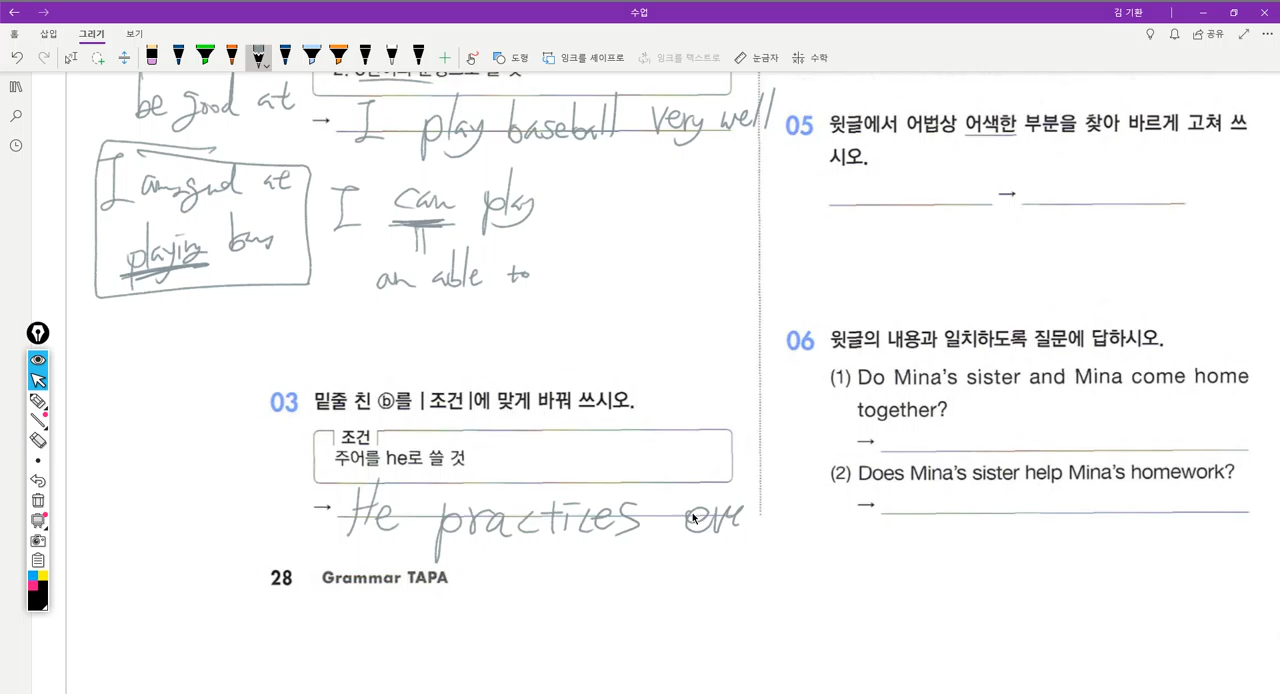 수업
김 기환
홈 삽입 그리기 보기
공유
도형 잉크를 셰이프로 잉크를 텍스트로 눈금자 수학
be good at
→ I play baseball very well
I am good at
playing bas
I can play
an able to
03 밑줄 친 ⓑ를 |조건|에 맞게 바꿔 쓰시오.
조건
주어를 he로 쓸 것
→ He practices eve
28 Grammar TAPA
05 윗글에서 어법상 어색한 부분을 찾아 바르게 고쳐 쓰
시오.
→
06 윗글의 내용과 일치하도록 질문에 답하시오.
(1) Do Mina's sister and Mina come home
together?
→
(2) Does Mina's sister help Mina's homework?
→